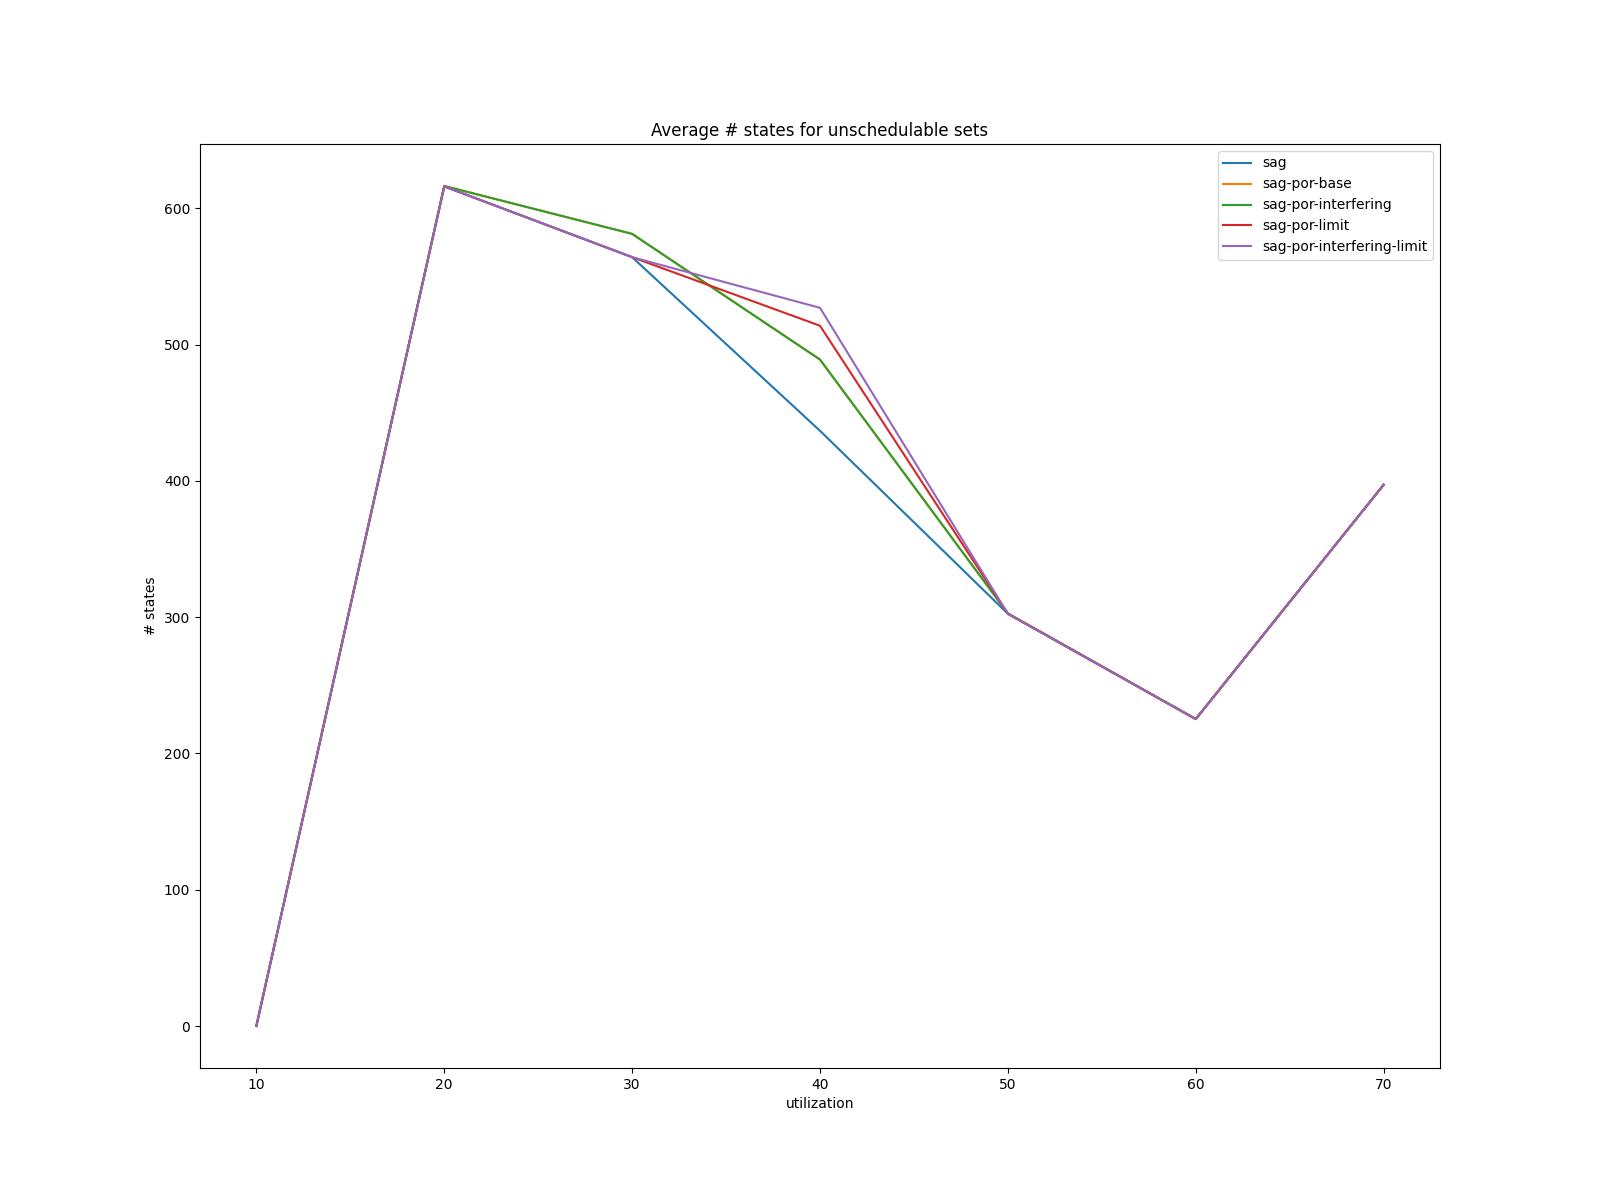 Average # states for unschedulable sets
sag
sag-por-base
sag-por-interfering
sag-por-limit
sag-por-interfering-limit
600
500
400
300
200
100
0
# states
10 20 30 40 50 60 70
utilization